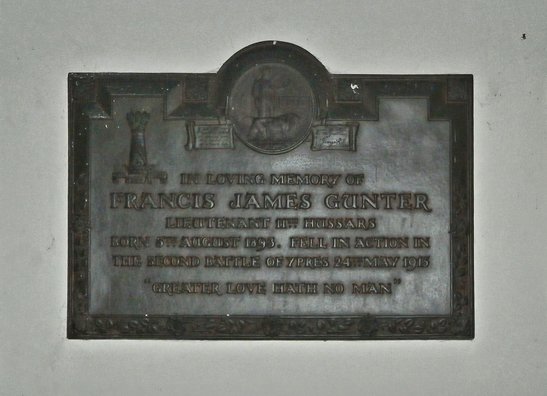 IN LOVING MEMORY OF
FRANCIS JAMES GUNTER
LIEUTENANT 11TH HUSSARS
BORN 5TH AUGUST 1893. FELL IN ACTION IN
THE SECOND BATTLE OF YPRES 24TH MAY 1915
"GREATER LOVE HATH NO MAN"